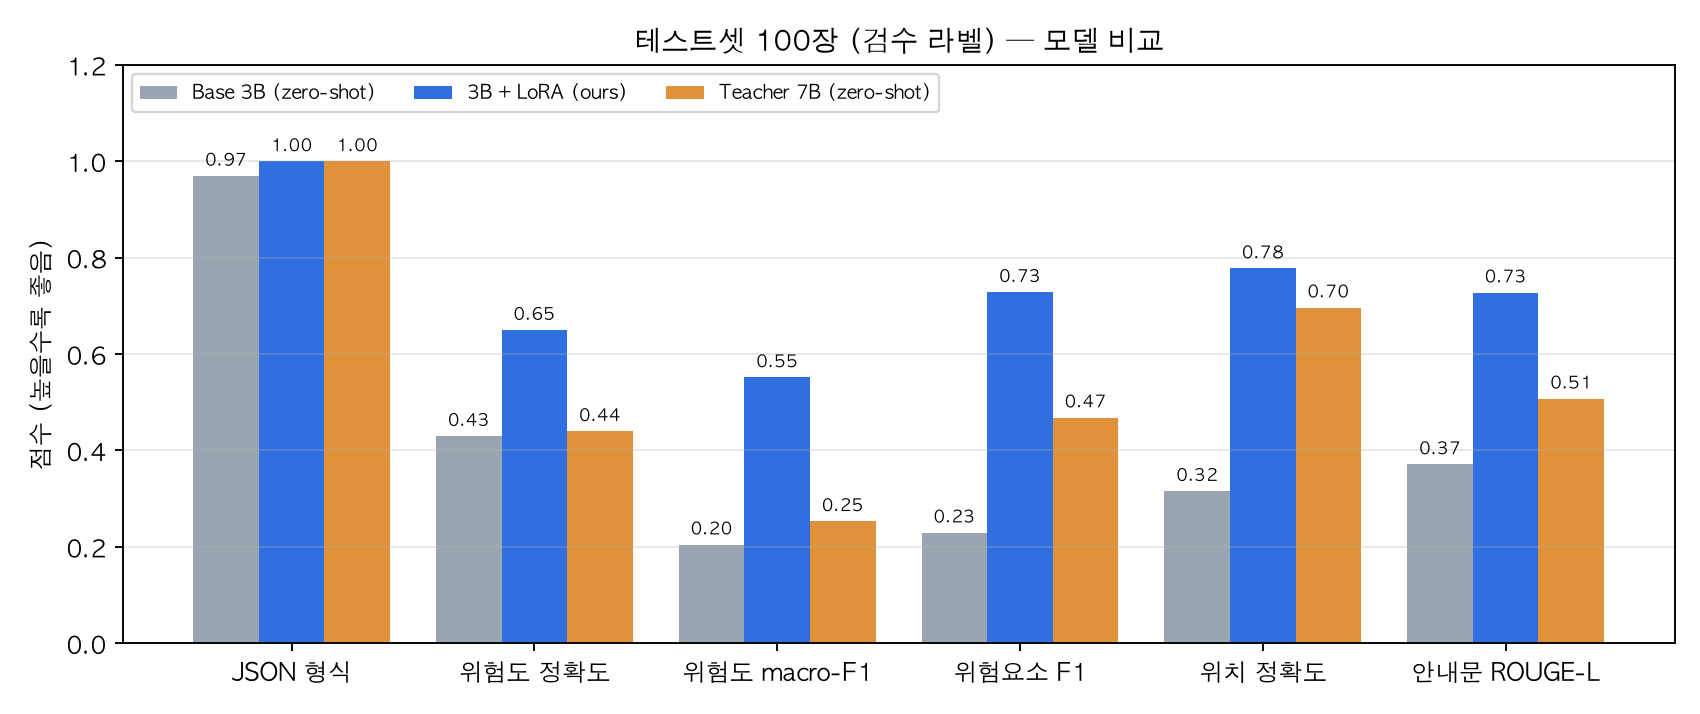 테스트셋 100장 (검수 라벨) — 모델 비교
Base 3B (zero-shot)
3B + LoRA (ours)
Teacher 7B (zero-shot)
점수 (높을수록 좋음)
1.2
1.0
0.8
0.6
0.4
0.2
0.0
0.97
1.00
1.00
0.43
0.65
0.44
0.20
0.55
0.25
0.23
0.73
0.47
0.32
0.78
0.70
0.37
0.73
0.51
JSON 형식
위험도 정확도
위험도 macro-F1
위험요소 F1
위치 정확도
안내문 ROUGE-L